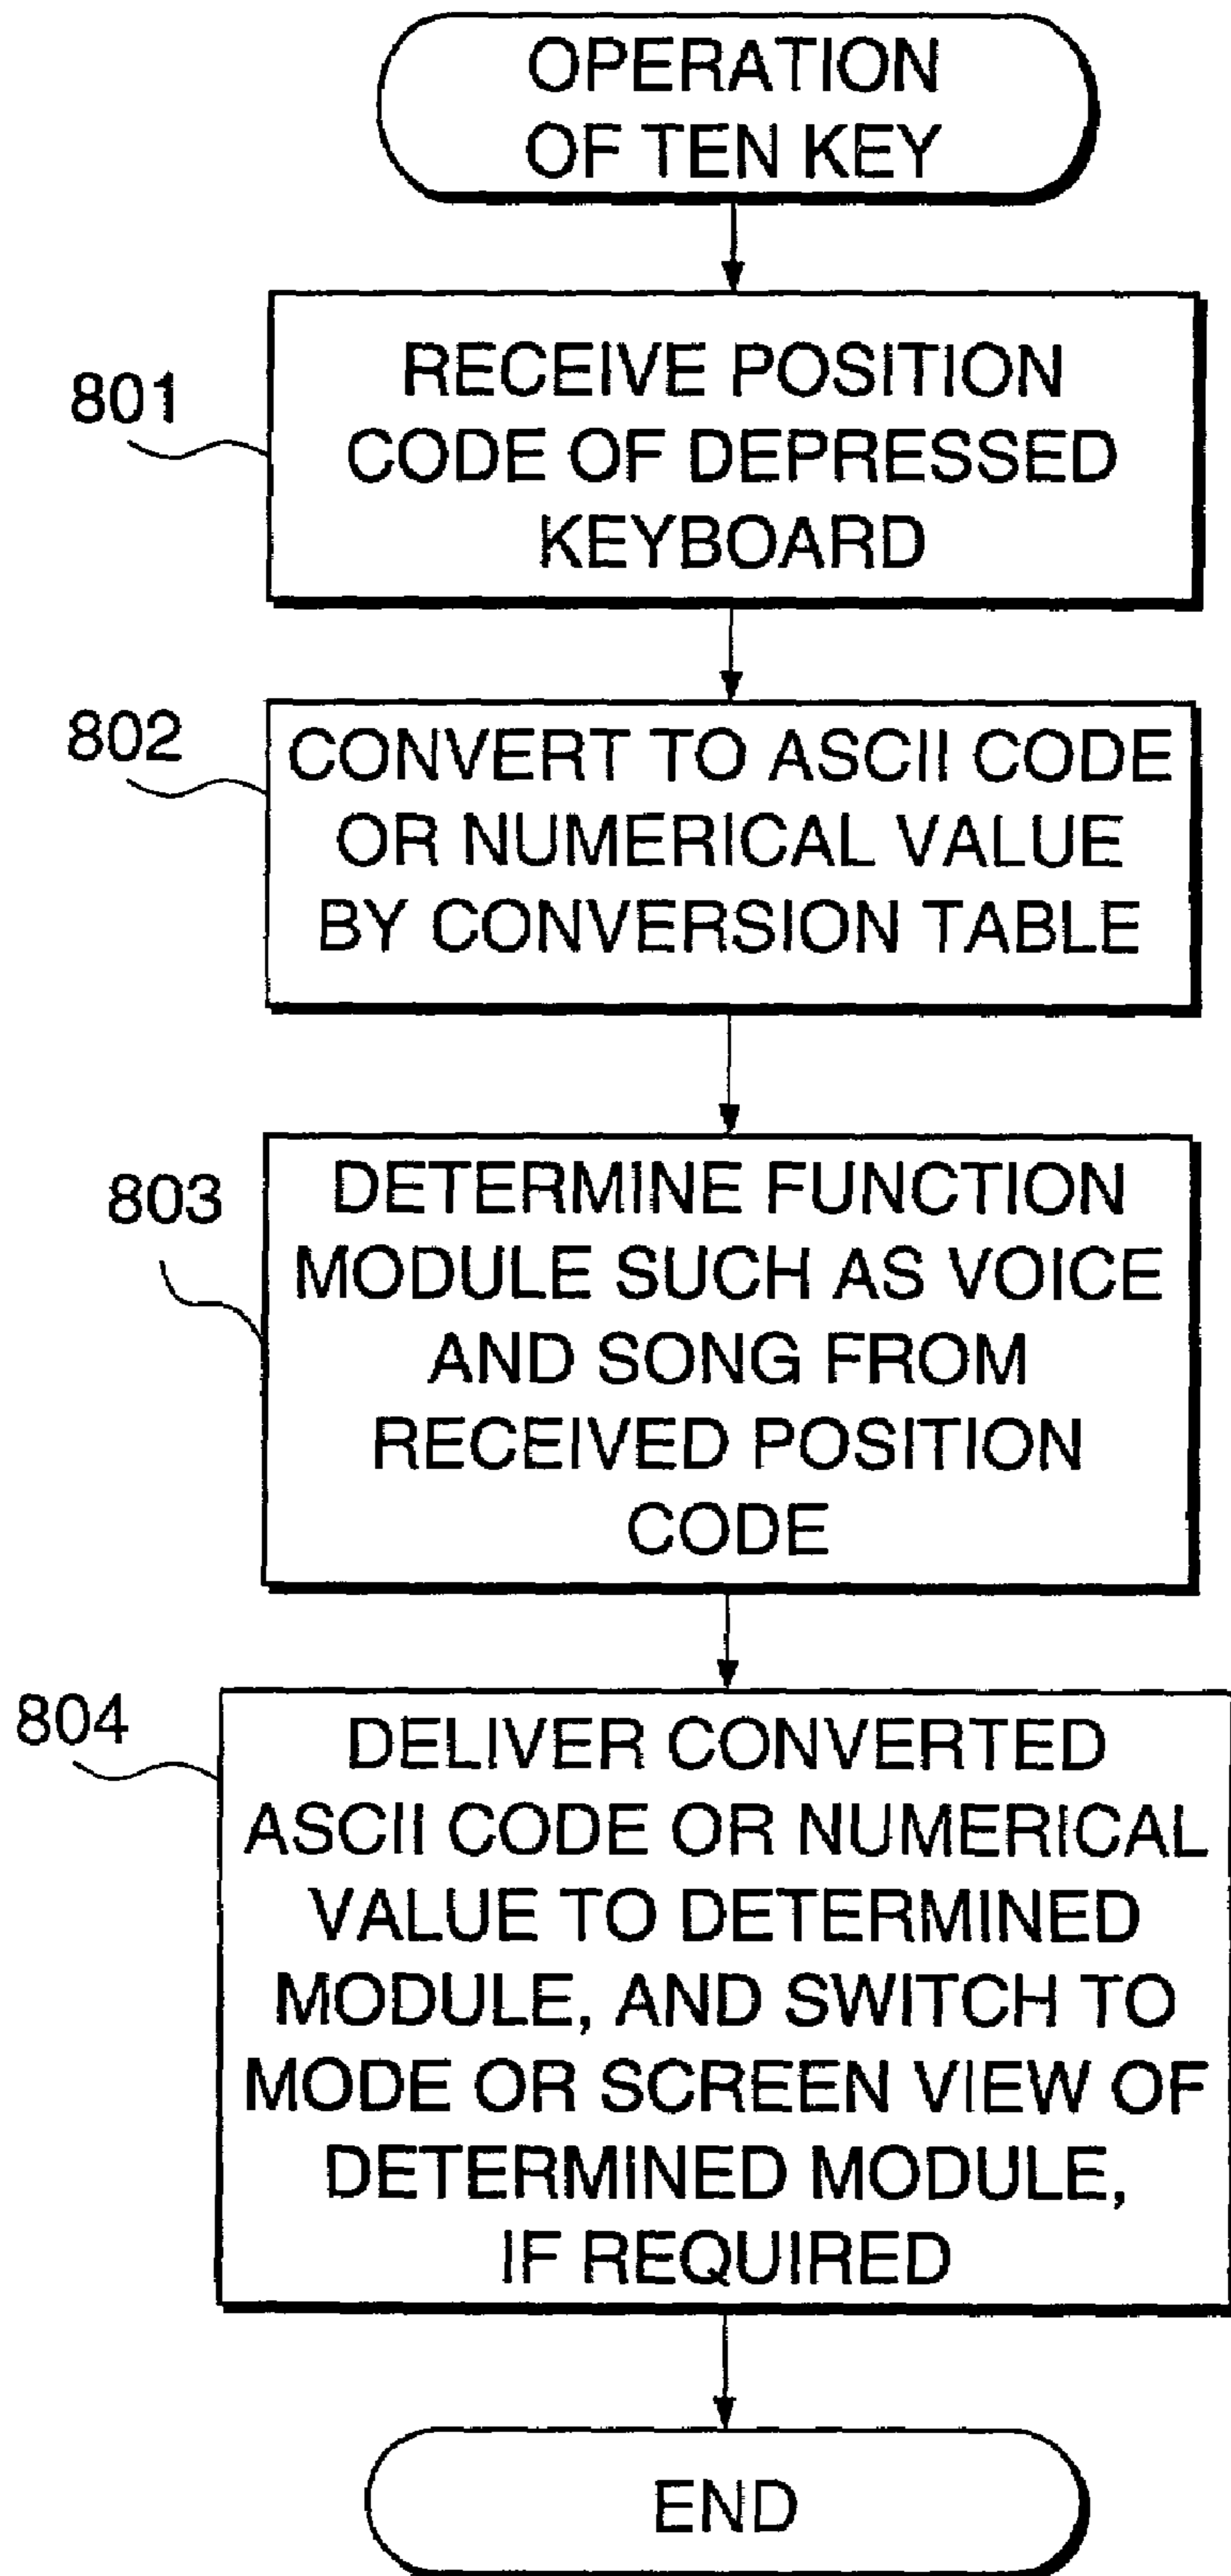 OPERATION
OF TEN KEY
801
RECEIVE POSITION
CODE OF DEPRESSED
KEYBOARD
802
CONVERT TO ASCII CODE
OR NUMERICAL VALUE
BY CONVERSION TABLE
803
DETERMINE FUNCTION
MODULE SUCH AS VOICE
AND SONG FROM
RECEIVED POSITION
CODE
804
DELIVER CONVERTED
ASCII CODE OR NUMERICAL
VALUE TO DETERMINED
MODULE, AND SWITCH TO
MODE OR SCREEN VIEW OF
DETERMINED MODULE,
IF REQUIRED
END